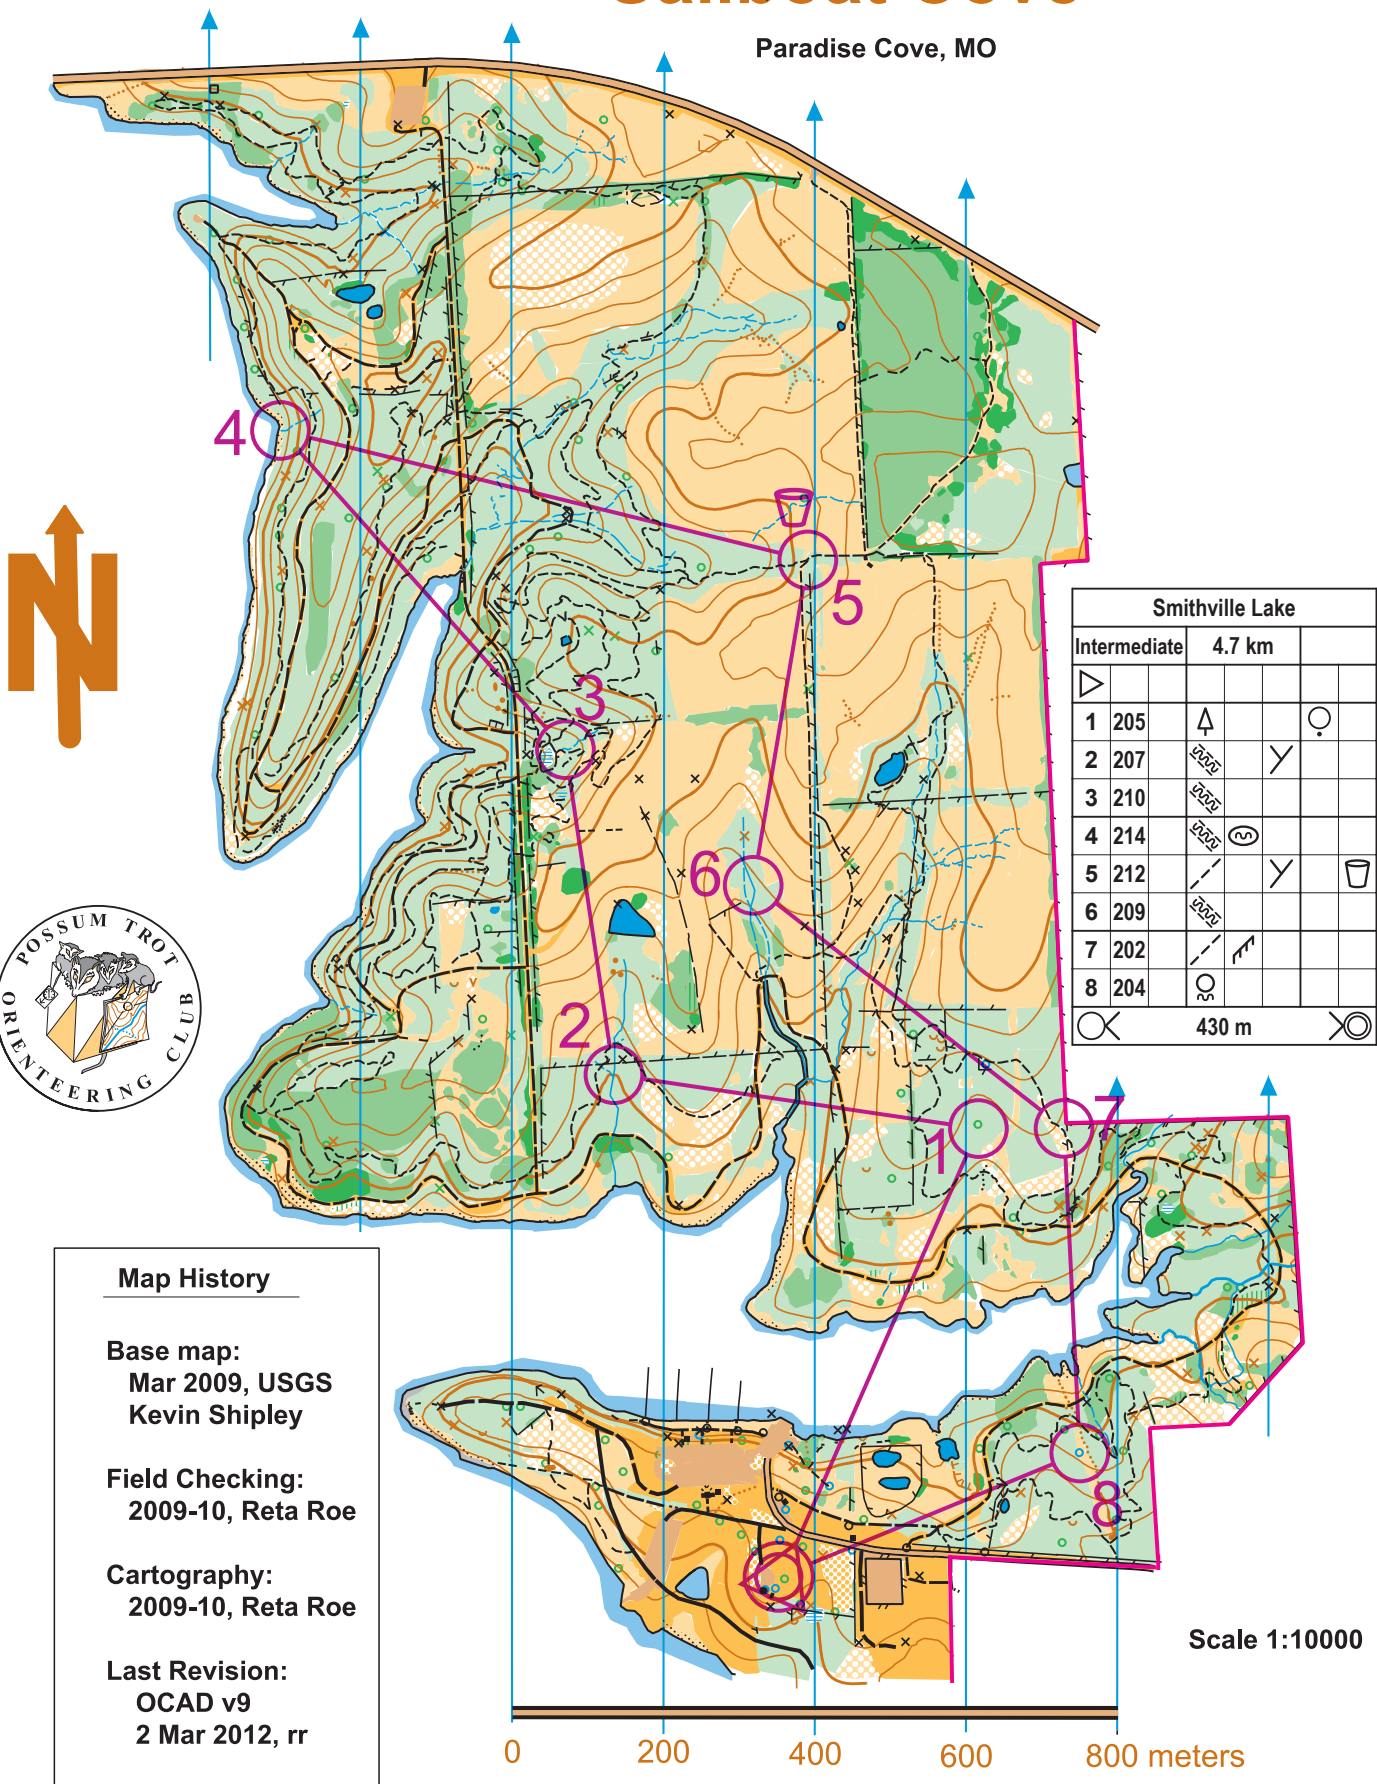 Paradise Cove, MO
N
4
5
3
6
2
1
7
8
Smithville Lake
Intermediate 4.7 km
1 205
2 207
3 210
4 214
5 212
6 209
7 202
8 204
430 m
POSSUM TROT
ORIENTEERING CLUB
Map History
Base map:
Mar 2009, USGS
Kevin Shipley
Field Checking:
2009-10, Reta Roe
Cartography:
2009-10, Reta Roe
Last Revision:
OCAD v9
2 Mar 2012, rr
Scale 1:10000
0 200 400 600 800 meters